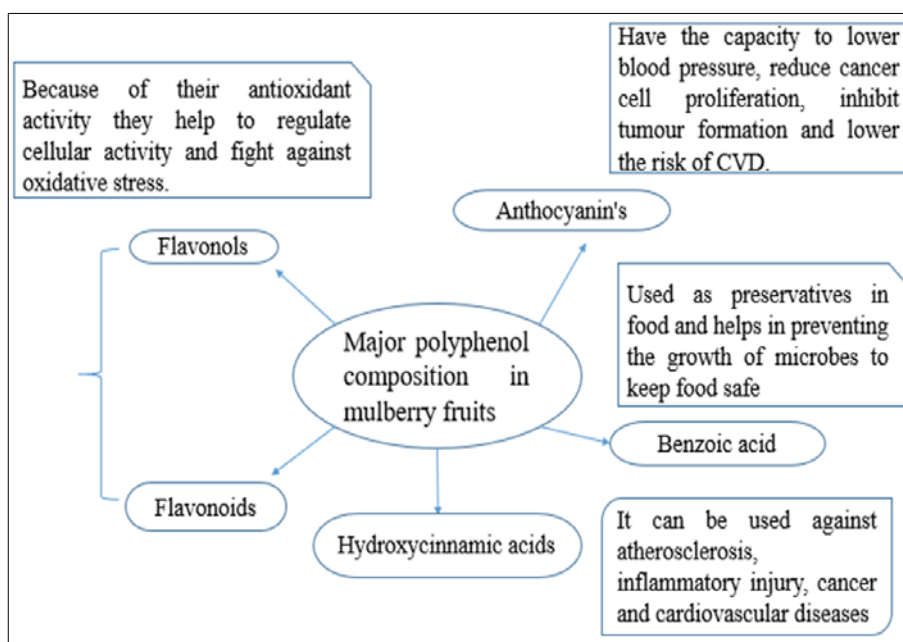 Have the capacity to lower
blood pressure, reduce cancer
cell proliferation, inhibit
tumour formation and lower
the risk of CVD.
Because of their antioxidant
activity they help to regulate
cellular activity and fight against
oxidative stress.
Anthocyanin's
Flavonols
Used as preservatives in
food and helps in preventing
the growth of microbes to
keep food safe
Major polyphenol
composition in
mulberry fruits
Benzoic acid
Flavonoids
Hydroxycinnamic acids
It can be used against
atherosclerosis,
inflammatory injury, cancer
and cardiovascular diseases